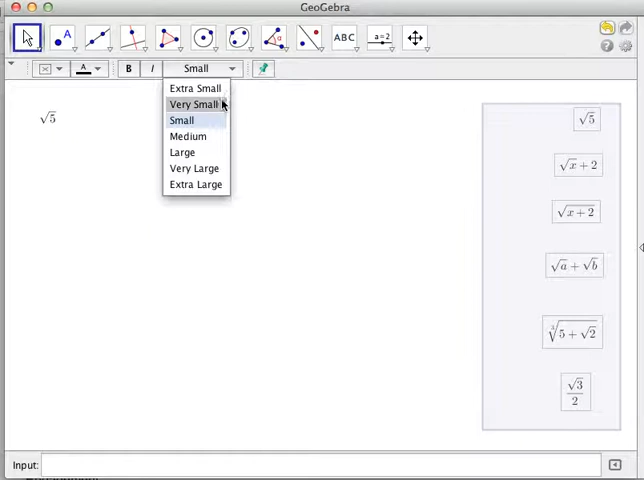 GeoGebra
A
α
ABC
a=2
A
B
I
Small
Extra Small
Very Small
Small
Medium
Large
Very Large
Extra Large
√5
√5
√x + 2
√(x + 2)
√a + √b
∛(5 + √2)
√3
2
Input: